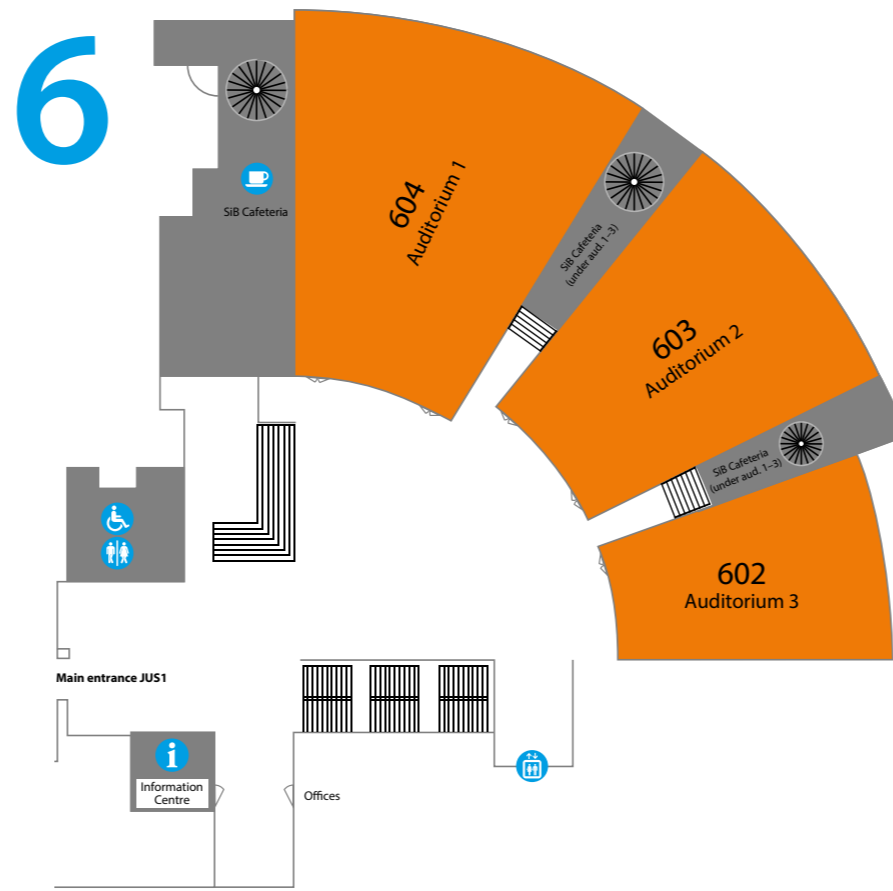 6
SiB Cafeteria
604
Auditorium 1
SiB Cafeteria
(under aud. 1–3)
603
Auditorium 2
SiB Cafeteria
(under aud. 1–3)
602
Auditorium 3
Main entrance JUS1
i
Information
Centre
Offices